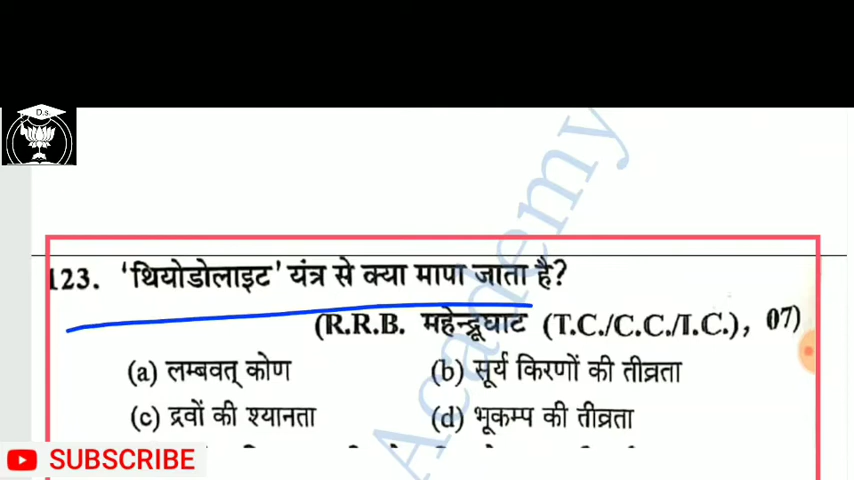 D.s.
Academy
123. 'थियोडोलाइट' यंत्र से क्या मापा जाता है?
(R.R.B. महेन्द्रूघाट (T.C./C.C./T.C.), 07)
(a) लम्बवत् कोण (b) सूर्य किरणों की तीव्रता
(c) द्रवों की श्यानता (d) भूकम्प की तीव्रता
SUBSCRIBE